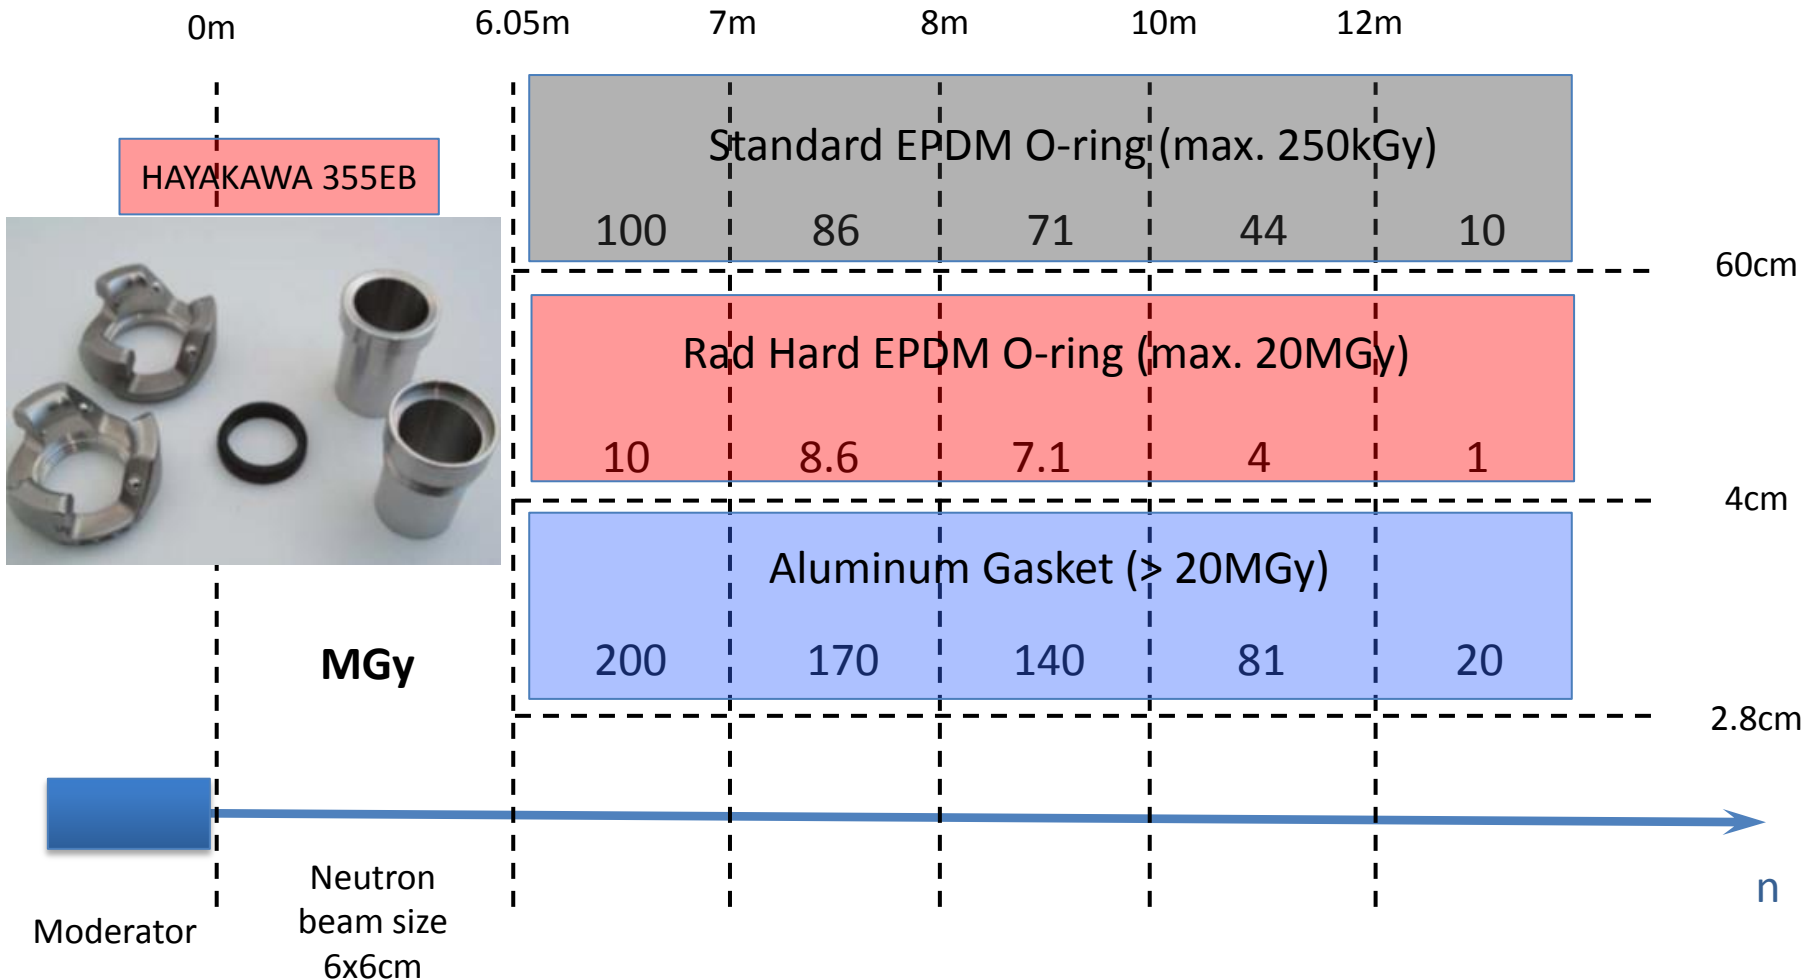 0m 6.05m 7m 8m 10m 12m
HAYAKAWA 355EB
Standard EPDM O-ring (max. 250kGy)
100 86 71 44 10
60cm
Rad Hard EPDM O-ring (max. 20MGy)
10 8.6 7.1 4 1
4cm
Aluminum Gasket (> 20MGy)
MGy 200 170 140 81 20
2.8cm
n
Moderator
Neutron
beam size
6x6cm